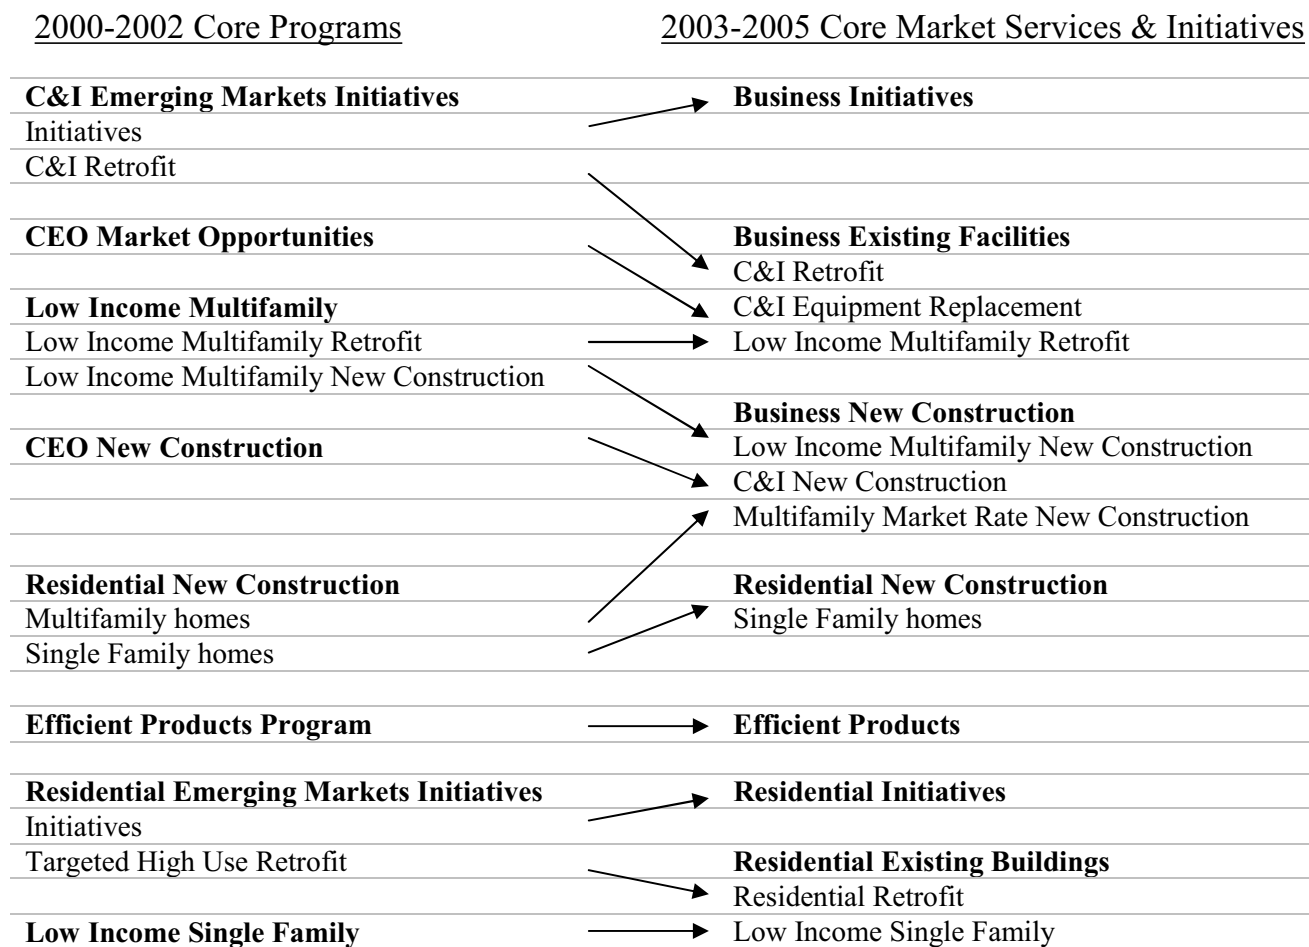 2000-2002 Core Programs 2003-2005 Core Market Services & Initiatives
C&I Emerging Markets Initiatives Business Initiatives
Initiatives
C&I Retrofit
CEO Market Opportunities Business Existing Facilities
C&I Retrofit
Low Income Multifamily C&I Equipment Replacement
Low Income Multifamily Retrofit Low Income Multifamily Retrofit
Low Income Multifamily New Construction
Business New Construction
CEO New Construction Low Income Multifamily New Construction
C&I New Construction
Multifamily Market Rate New Construction
Residential New Construction Residential New Construction
Multifamily homes Single Family homes
Single Family homes
Efficient Products Program Efficient Products
Residential Emerging Markets Initiatives Residential Initiatives
Initiatives
Targeted High Use Retrofit Residential Existing Buildings
Residential Retrofit
Low Income Single Family Low Income Single Family